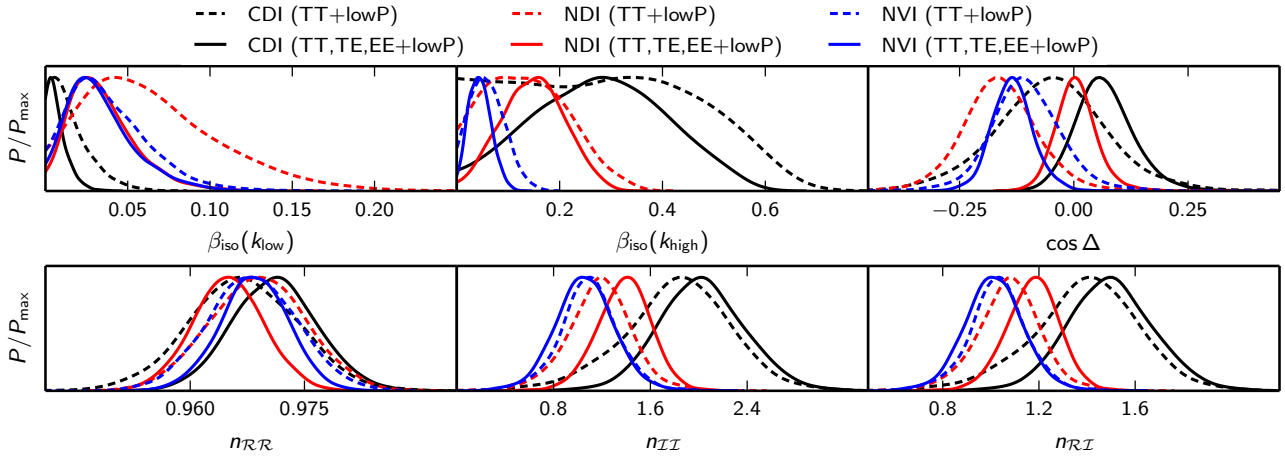 CDI (TT+lowP) NDI (TT+lowP) NVI (TT+lowP)
CDI (TT,TE,EE+lowP) NDI (TT,TE,EE+lowP) NVI (TT,TE,EE+lowP)
P/P_max
0.05 0.10 0.15 0.20 0.2 0.4 0.6 −0.25 0.00 0.25
β_iso(k_low) β_iso(k_high) cos Δ
P/P_max
0.960 0.975 0.8 1.6 2.4 0.8 1.2 1.6
n_ℛℛ n_ℐℐ n_ℛℐ